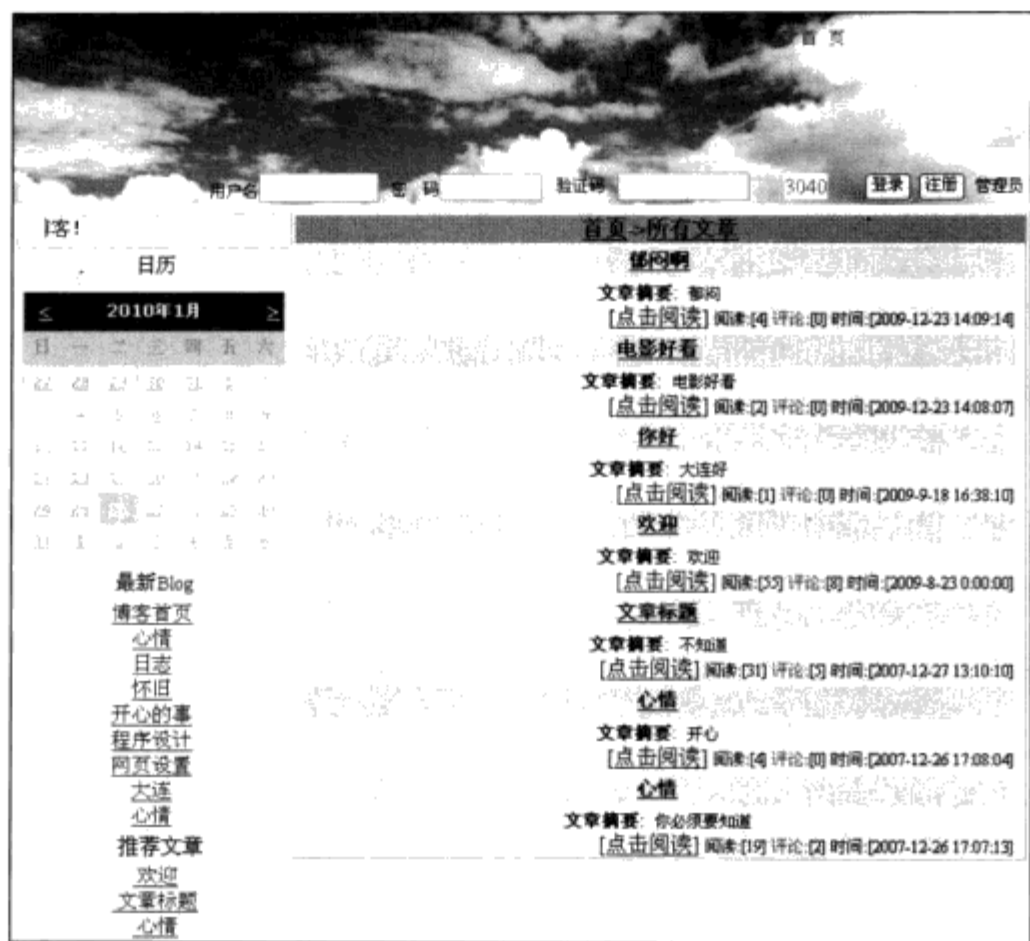 首 页
用户名 密 码 验证码 3040 登录 注册 管理员
客!
首页->所有文章
日历
2010年1月
< >
日 一 二 三 四 五 六
郁闷啊
文章摘要: 郁闷
[点击阅读] 阅读:[4] 评论:[0] 时间:[2009-12-23 14:09:14]
电影好看
文章摘要: 电影好看
[点击阅读] 阅读:[2] 评论:[0] 时间:[2009-12-23 14:08:07]
你好
文章摘要: 大连好
[点击阅读] 阅读:[1] 评论:[0] 时间:[2009-9-18 16:38:10]
欢迎
文章摘要: 欢迎
[点击阅读] 阅读:[55] 评论:[8] 时间:[2009-8-23 0:00:00]
文章标题
文章摘要: 不知道
[点击阅读] 阅读:[31] 评论:[5] 时间:[2007-12-27 13:10:10]
心情
文章摘要: 开心
[点击阅读] 阅读:[4] 评论:[0] 时间:[2007-12-26 17:08:04]
心情
文章摘要: 你必须要知道
[点击阅读] 阅读:[19] 评论:[2] 时间:[2007-12-26 17:07:13]
最新Blog
博客首页
心情
日志
怀旧
开心的事
程序设计
网页设置
大连
心情
推荐文章
欢迎
文章标题
心情